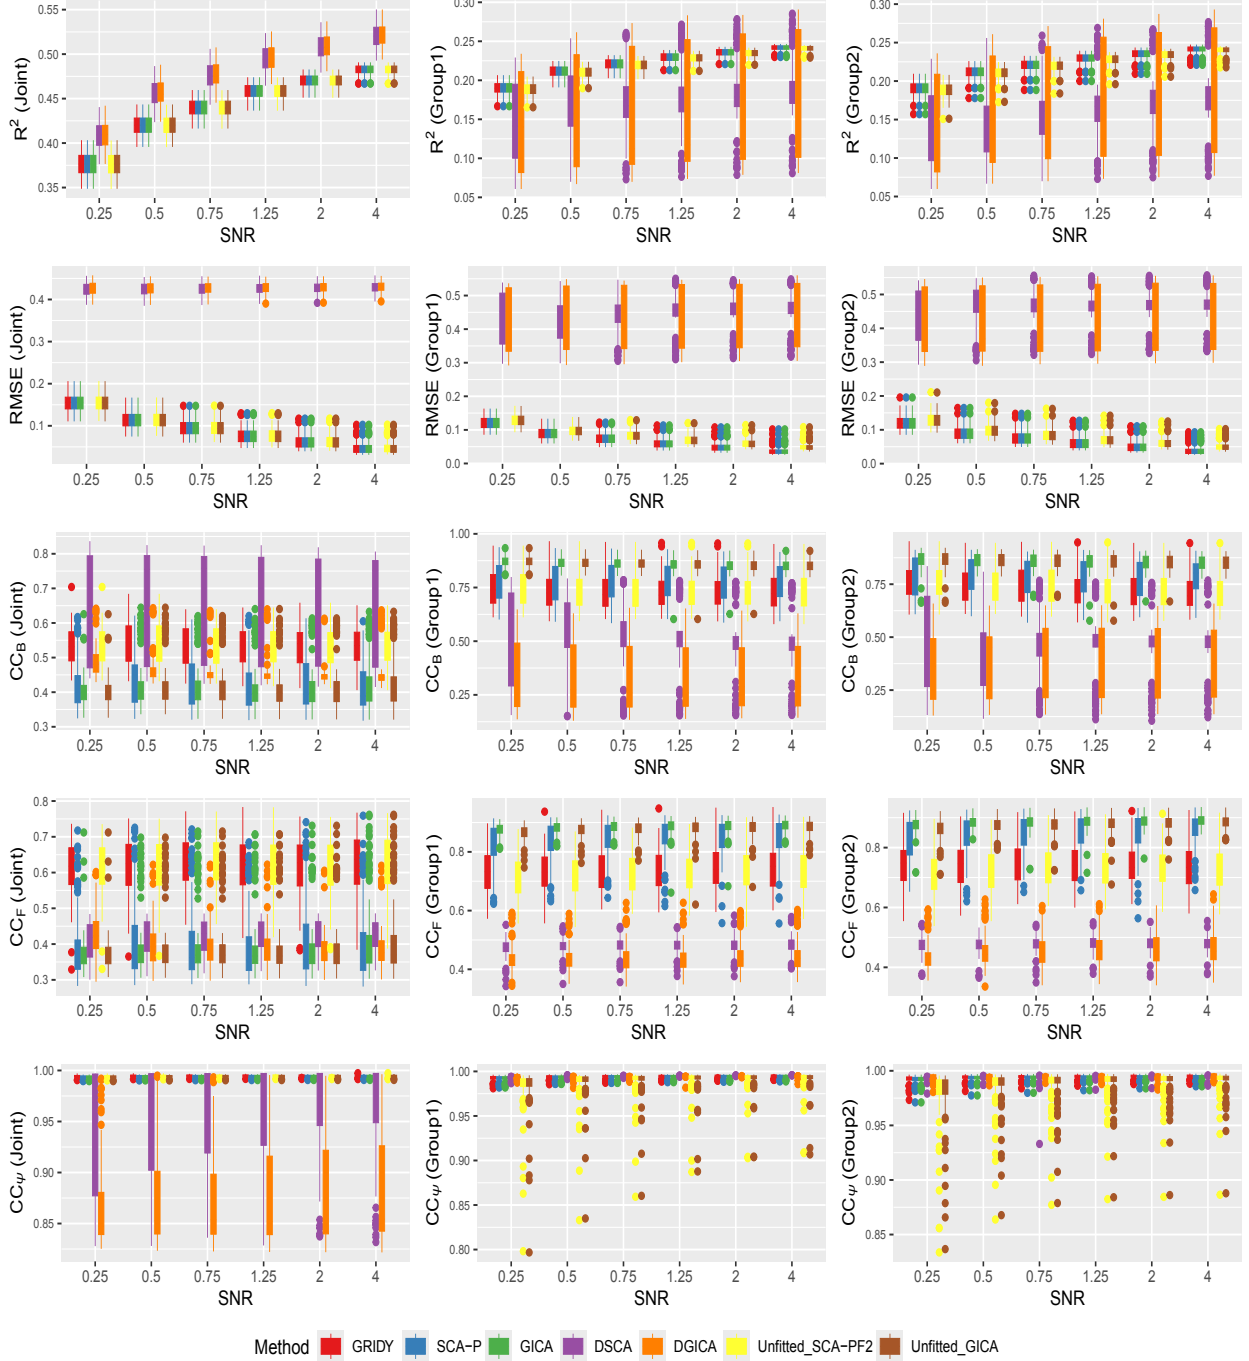 R² (Joint)
0.55
0.50
0.45
0.40
0.35
0.25 0.5 0.75 1.25 2 4
SNR
R² (Group1)
0.30
0.25
0.20
0.15
0.10
0.05
0.25 0.5 0.75 1.25 2 4
SNR
R² (Group2)
0.30
0.25
0.20
0.15
0.10
0.05
0.25 0.5 0.75 1.25 2 4
SNR
RMSE (Joint)
0.4
0.3
0.2
0.1
0.25 0.5 0.75 1.25 2 4
SNR
RMSE (Group1)
0.5
0.4
0.3
0.2
0.1
0.0
0.25 0.5 0.75 1.25 2 4
SNR
RMSE (Group2)
0.5
0.4
0.3
0.2
0.1
0.0
0.25 0.5 0.75 1.25 2 4
SNR
CC_B (Joint)
0.8
0.7
0.6
0.5
0.4
0.3
0.25 0.5 0.75 1.25 2 4
SNR
CC_B (Group1)
1.00
0.75
0.50
0.25
0.25 0.5 0.75 1.25 2 4
SNR
CC_B (Group2)
0.75
0.50
0.25
0.25 0.5 0.75 1.25 2 4
SNR
CC_F (Joint)
0.8
0.7
0.6
0.5
0.4
0.3
0.25 0.5 0.75 1.25 2 4
SNR
CC_F (Group1)
0.8
0.6
0.4
0.25 0.5 0.75 1.25 2 4
SNR
CC_F (Group2)
0.8
0.6
0.4
0.25 0.5 0.75 1.25 2 4
SNR
CC_Ψ (Joint)
1.00
0.95
0.90
0.85
0.25 0.5 0.75 1.25 2 4
SNR
CC_Ψ (Group1)
1.00
0.95
0.90
0.85
0.80
0.25 0.5 0.75 1.25 2 4
SNR
CC_Ψ (Group2)
1.00
0.95
0.90
0.85
0.25 0.5 0.75 1.25 2 4
SNR
Method GRIDY SCA-P GICA DSCA DGICA Unfitted_SCA-PF2 Unfitted_GICA